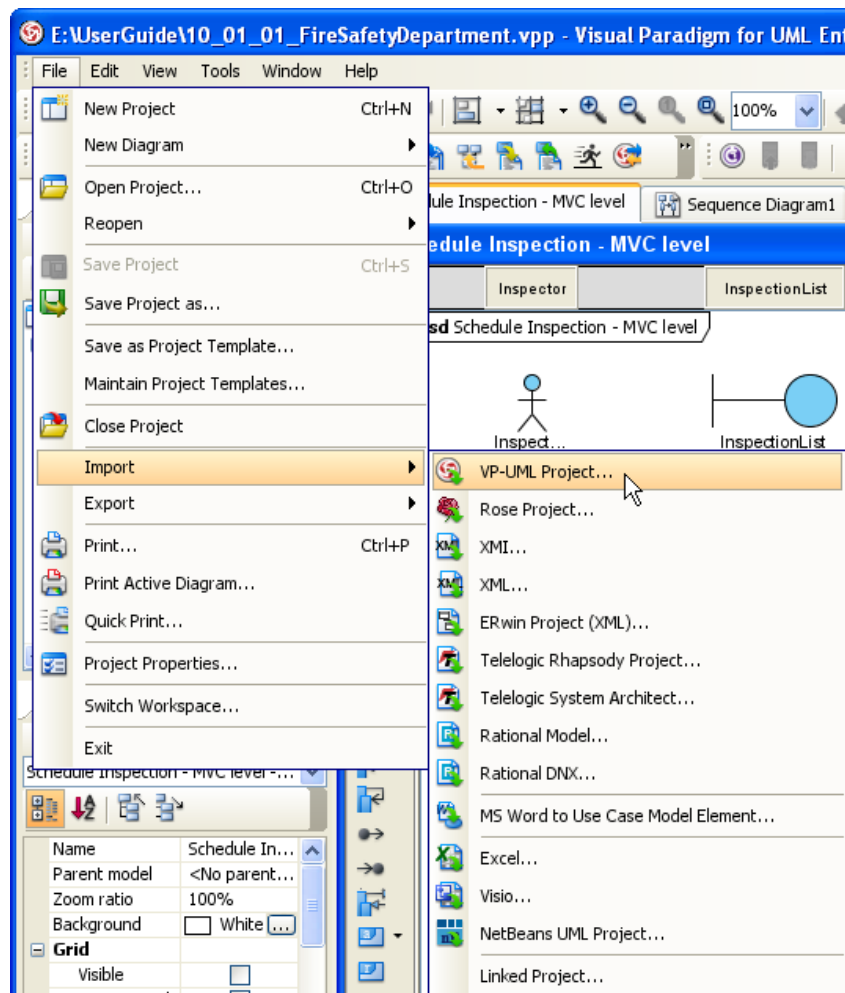 E:\UserGuide\10_01_01_FireSafetyDepartment.vpp - Visual Paradigm for UML Ent
File Edit View Tools Window Help
New Project Ctrl+N
100%
New Diagram
Open Project... Ctrl+O
Schedule Inspection - MVC level Sequence Diagram1
Reopen
Schedule Inspection - MVC level
Save Project Ctrl+S
Inspector InspectionList
Save Project as...
sd Schedule Inspection - MVC level
Save as Project Template...
Maintain Project Templates...
Close Project
Inspect... InspectionList
Import
VP-UML Project...
Export
Rose Project...
Print... Ctrl+P
XMI...
Print Active Diagram...
XML...
Quick Print...
ERwin Project (XML)...
Project Properties...
Telelogic Rhapsody Project...
Switch Workspace...
Telelogic System Architect...
Exit
Rational Model...
Schedule Inspection - MVC level -...
Rational DNX...
MS Word to Use Case Model Element...
Name Schedule In...
Excel...
Parent model <No parent...
Zoom ratio 100%
Visio...
Background White ...
NetBeans UML Project...
Grid
Visible
Linked Project...